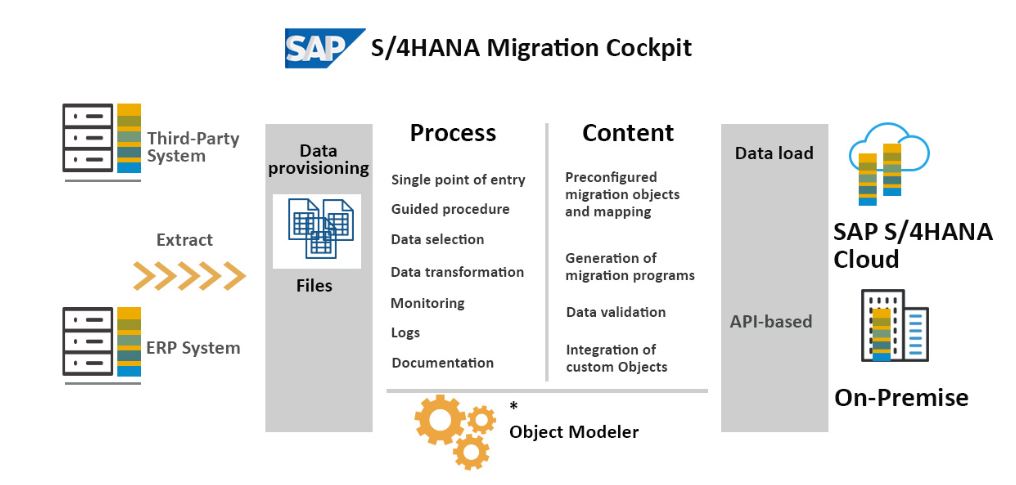 SAP S/4HANA Migration Cockpit
Third-Party
System
Extract
ERP System
Data
provisioning
Files
Process
Single point of entry
Guided procedure
Data selection
Data transformation
Monitoring
Logs
Documentation
Content
Preconfigured
migration objects
and mapping
Generation of
migration programs
Data validation
Integration of
custom Objects
*
Object Modeler
Data load
API-based
SAP S/4HANA
Cloud
On-Premise